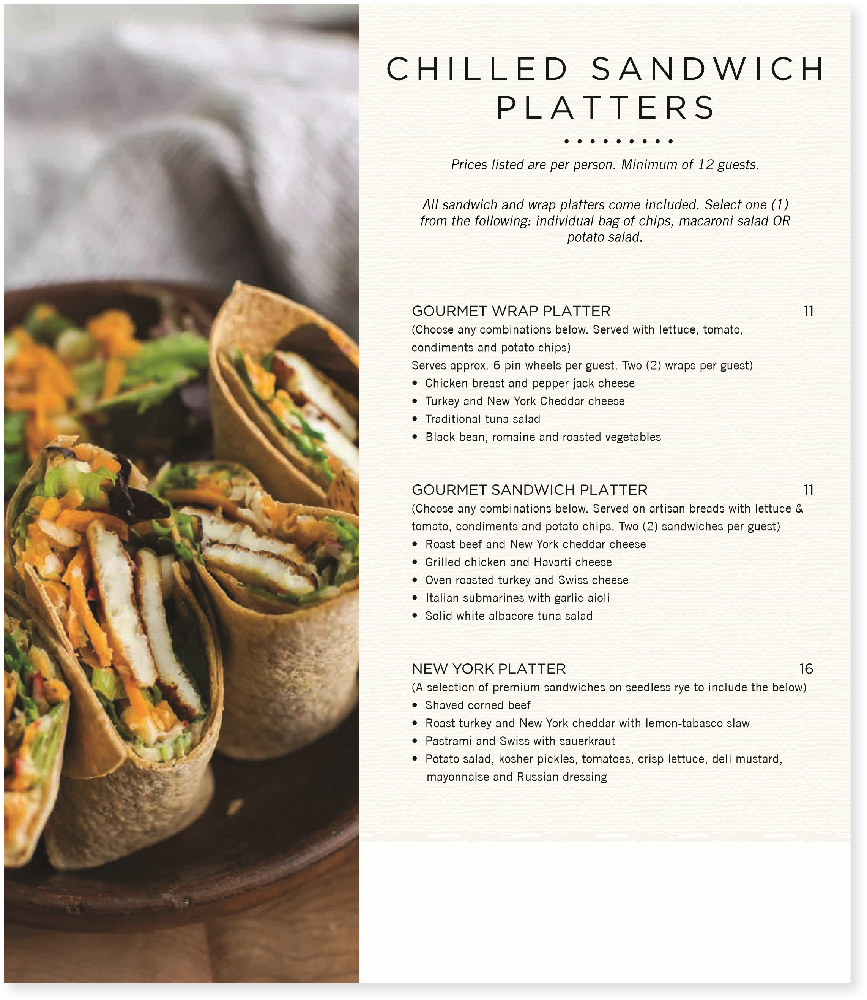 CHILLED SANDWICH
PLATTERS
Prices listed are per person. Minimum of 12 guests.
All sandwich and wrap platters come included. Select one (1)
from the following: individual bag of chips, macaroni salad OR
potato salad.
GOURMET WRAP PLATTER 11
(Choose any combinations below. Served with lettuce, tomato,
condiments and potato chips)
Serves approx. 6 pin wheels per guest. Two (2) wraps per guest)
• Chicken breast and pepper jack cheese
• Turkey and New York Cheddar cheese
• Traditional tuna salad
• Black bean, romaine and roasted vegetables
GOURMET SANDWICH PLATTER 11
(Choose any combinations below. Served on artisan breads with lettuce &
tomato, condiments and potato chips. Two (2) sandwiches per guest)
• Roast beef and New York cheddar cheese
• Grilled chicken and Havarti cheese
• Oven roasted turkey and Swiss cheese
• Italian submarines with garlic aioli
• Solid white albacore tuna salad
NEW YORK PLATTER 16
(A selection of premium sandwiches on seedless rye to include the below)
• Shaved corned beef
• Roast turkey and New York cheddar with lemon-tabasco slaw
• Pastrami and Swiss with sauerkraut
• Potato salad, kosher pickles, tomatoes, crisp lettuce, deli mustard,
mayonnaise and Russian dressing